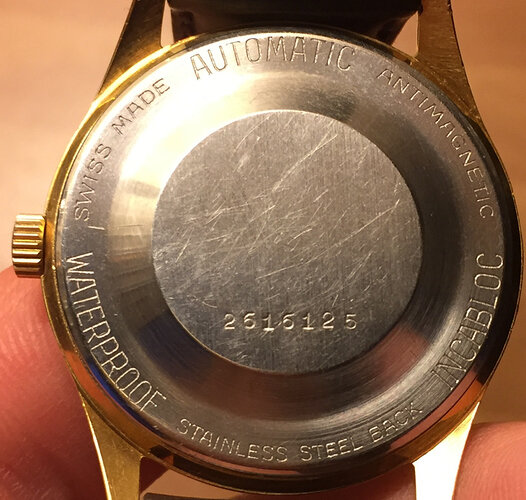 AUTOMATIC
ANTIMAGNETIC
INCABLOC
STAINLESS STEEL BACK
WATERPROOF
SWISS MADE
2616125